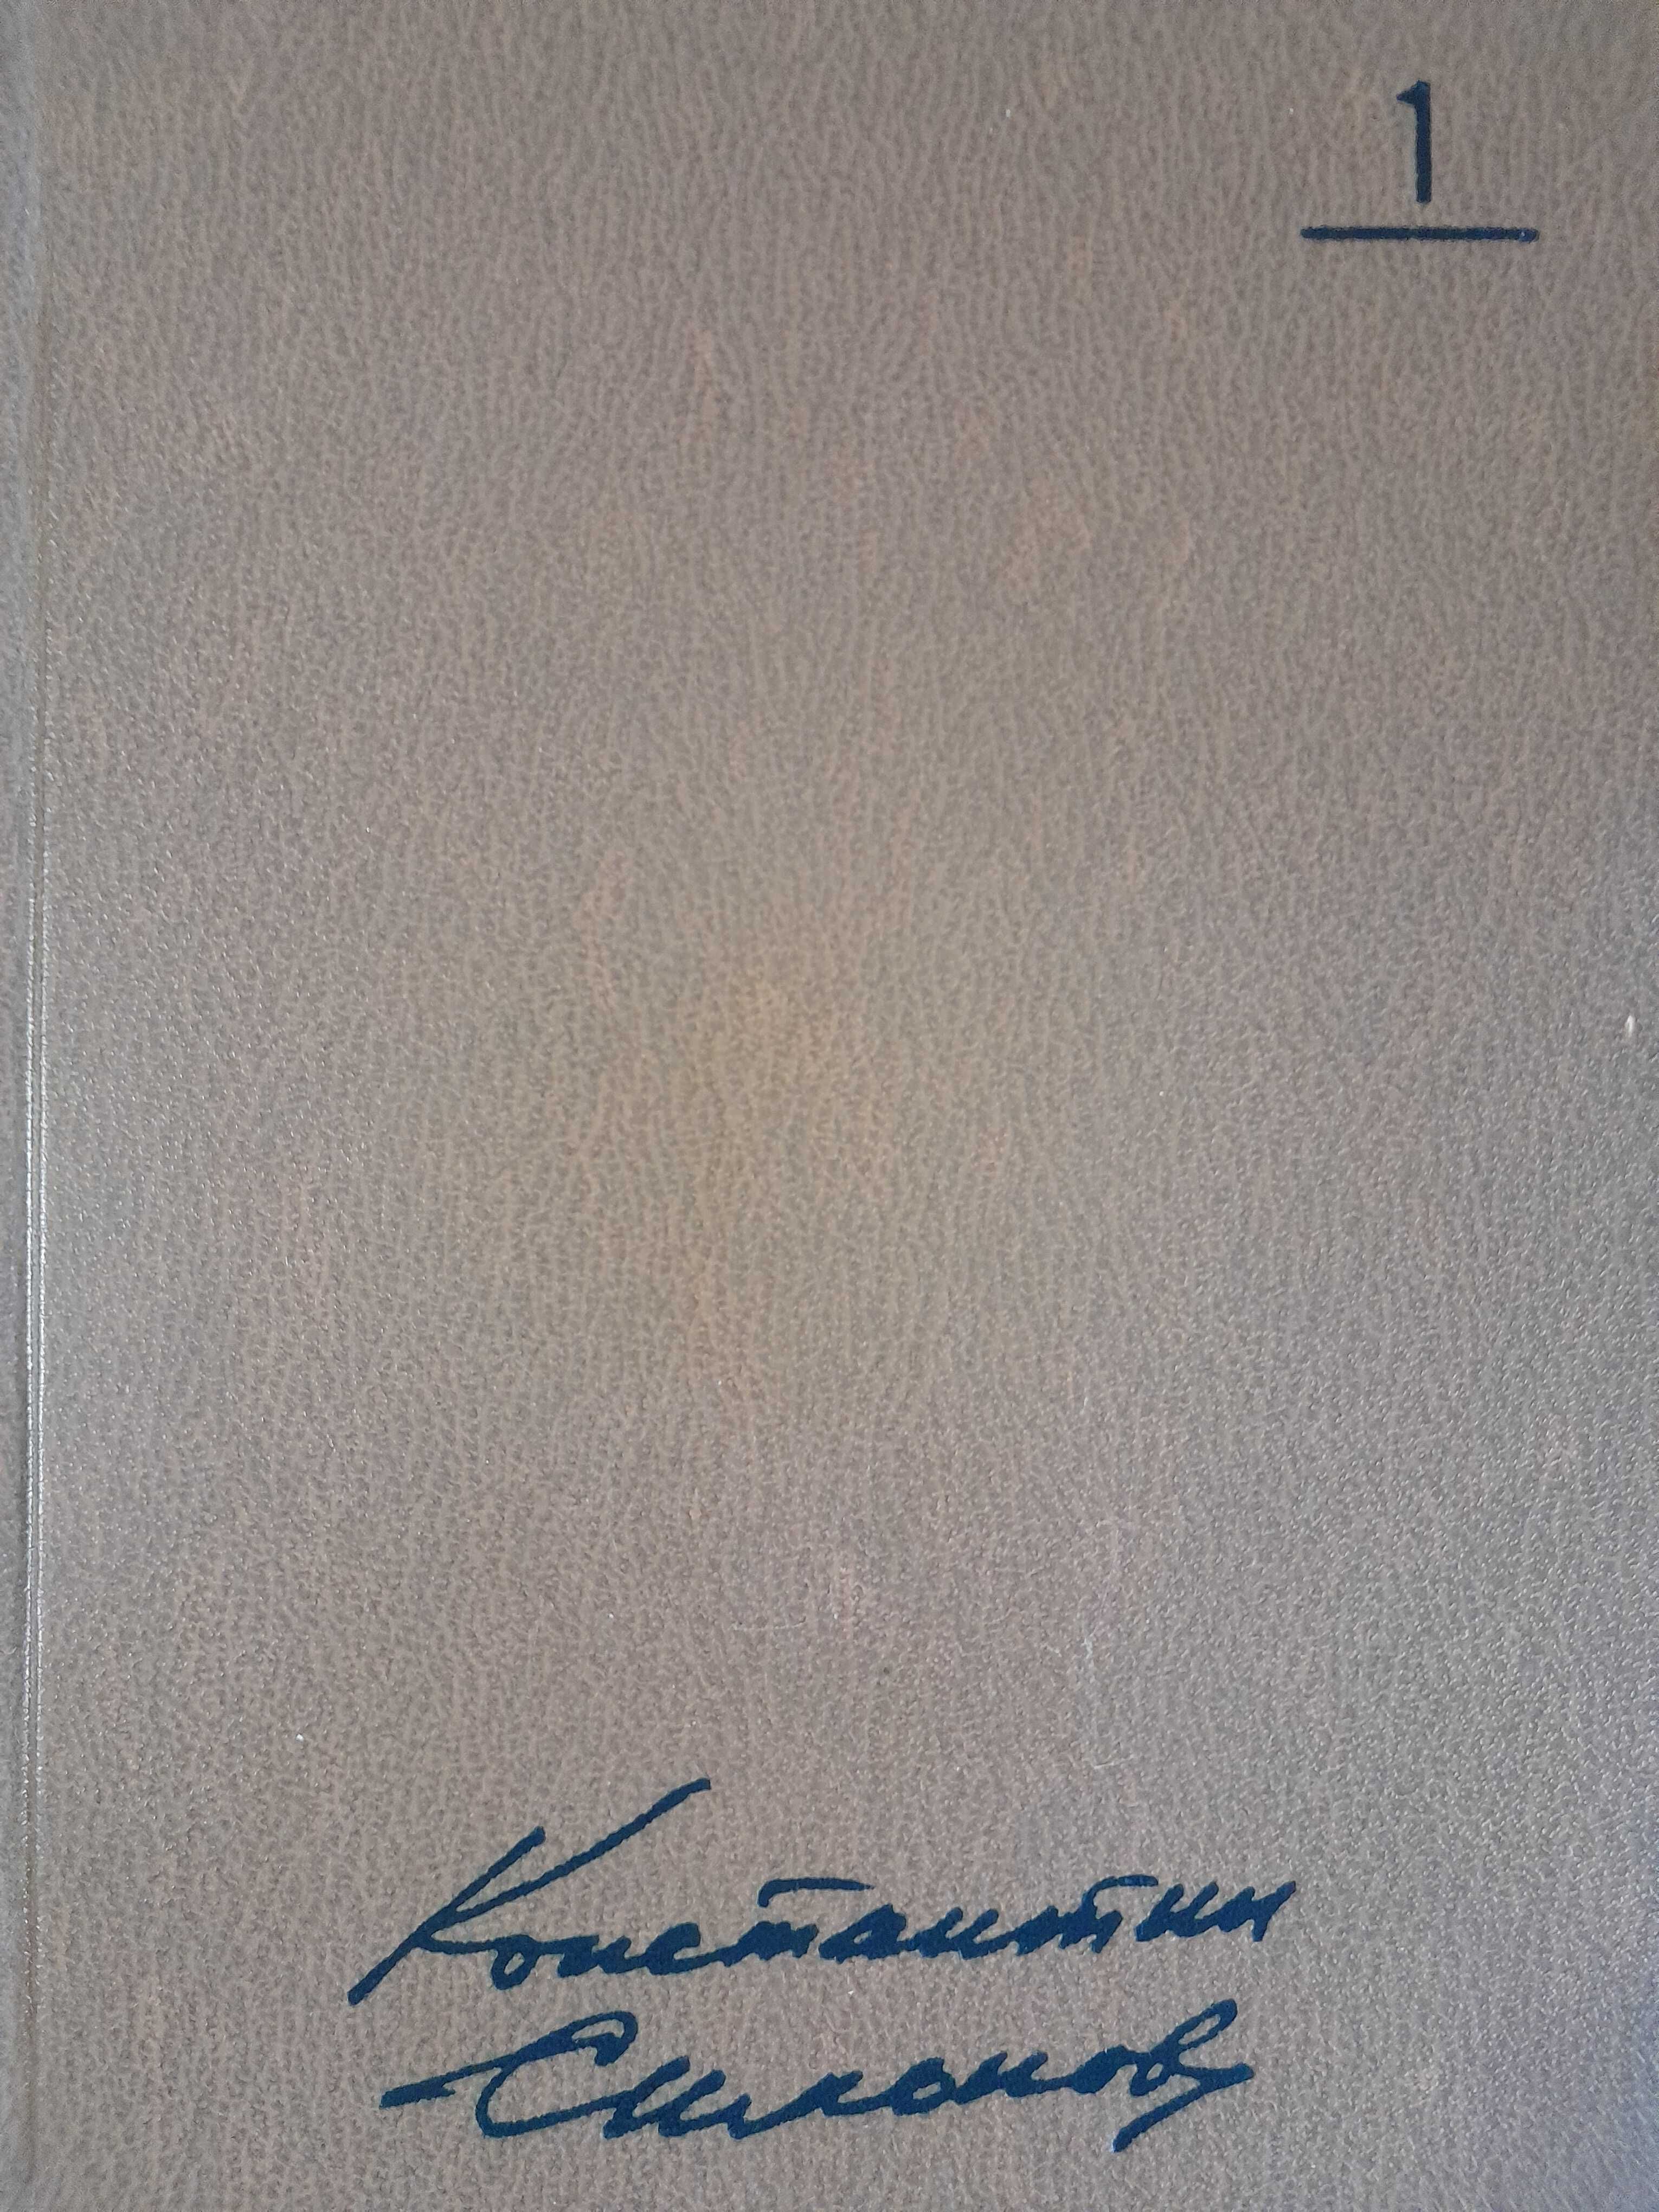 1
Константин
Симонов